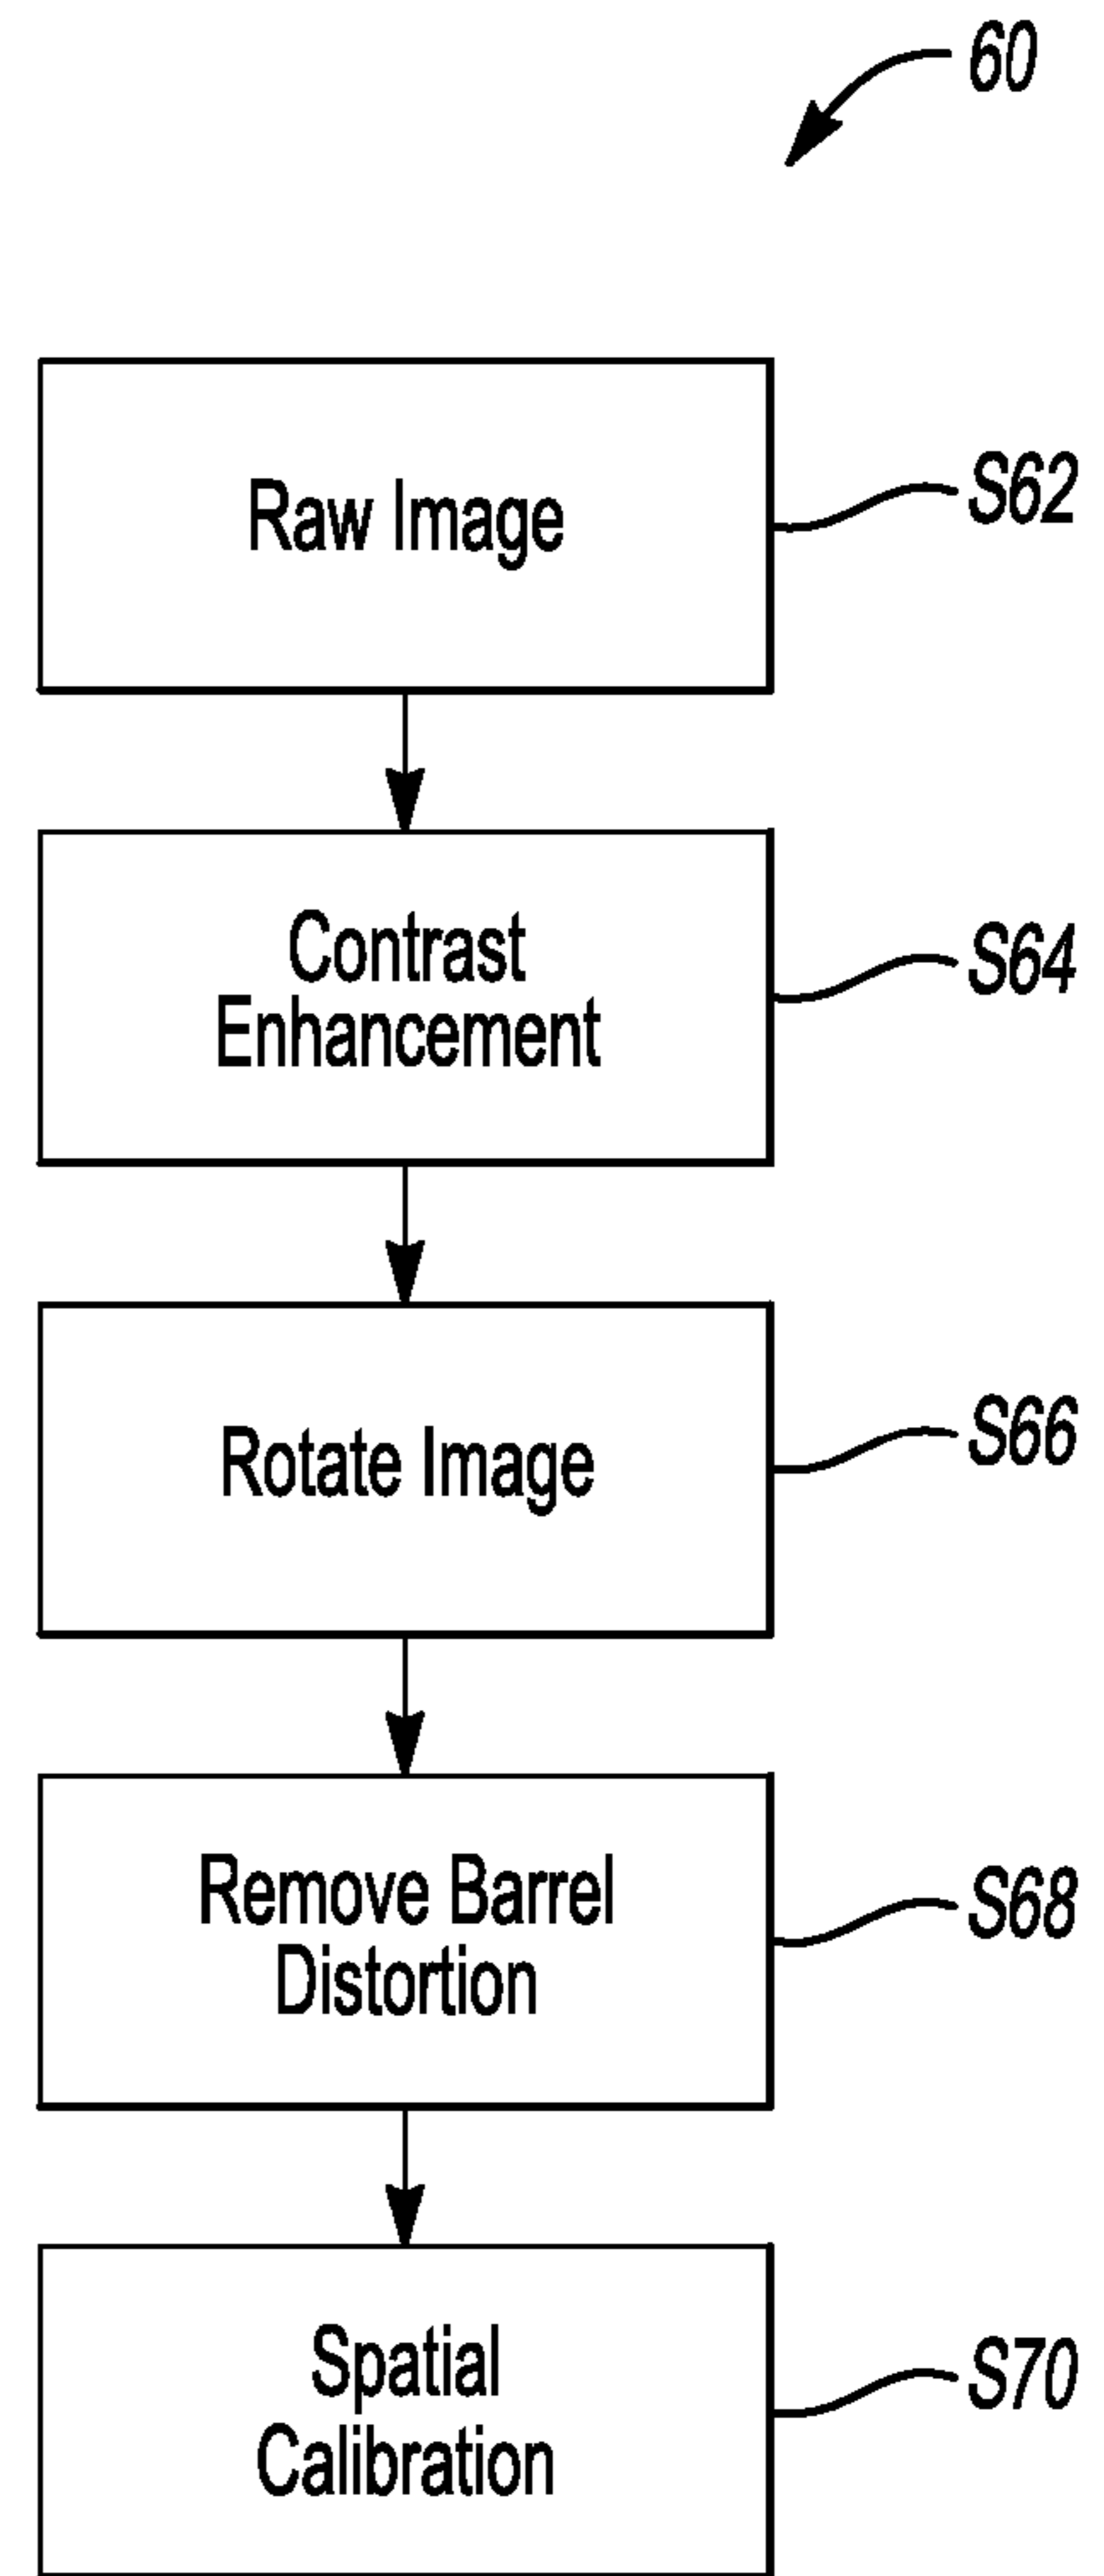 60
Raw Image
S62
Contrast
Enhancement
S64
Rotate Image
S66
Remove Barrel
Distortion
S68
Spatial
Calibration
S70